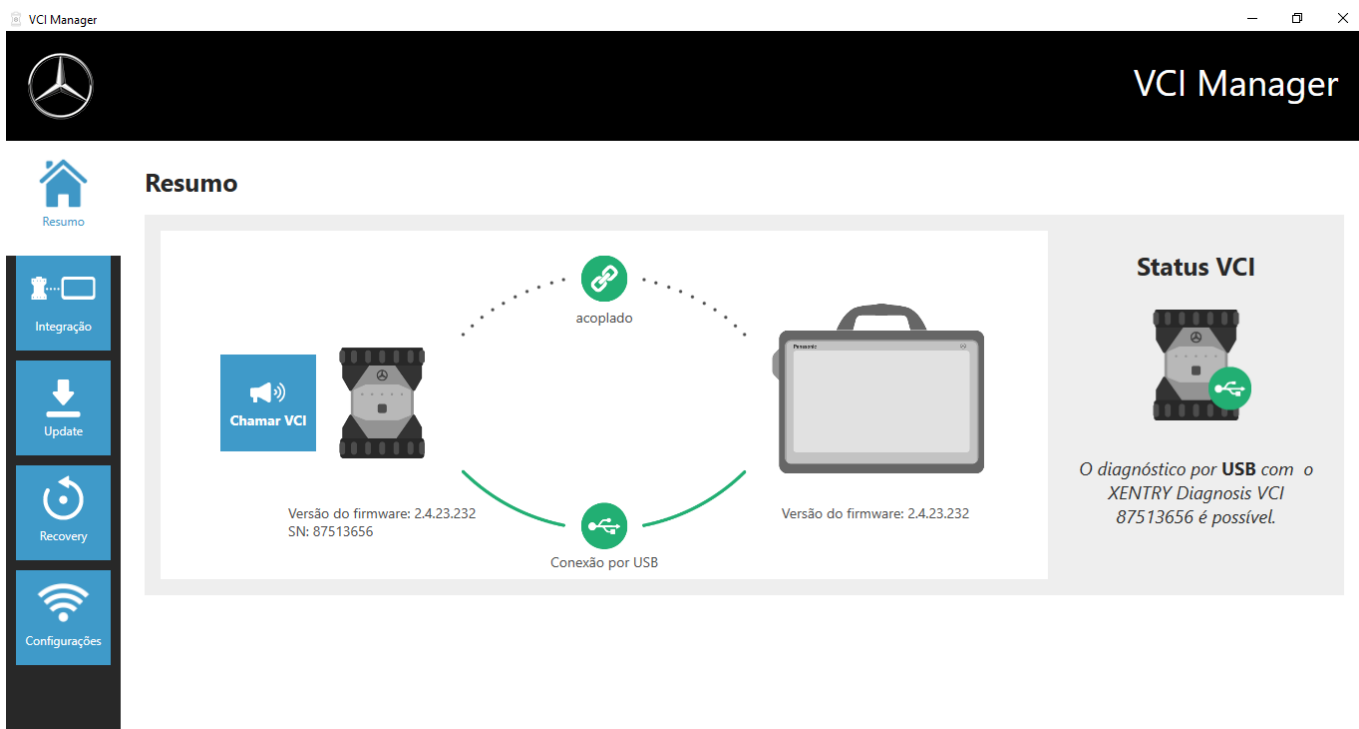 VCI Manager
VCI Manager
Resumo
Integração
Update
Recovery
Configurações
Resumo
acoplado
Chamar VCI
Versão do firmware: 2.4.23.232
SN: 87513656
Conexão por USB
Panasonic
Versão do firmware: 2.4.23.232
Status VCI
O diagnóstico por USB com o
XENTRY Diagnosis VCI
87513656 é possível.